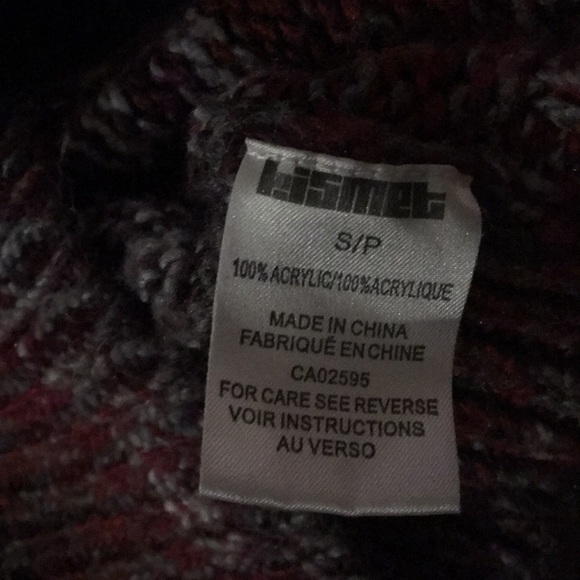 kismet
S/P
100% ACRYLIC/100%ACRYLIQUE
MADE IN CHINA
FABRIQUÉ EN CHINE
CA02595
FOR CARE SEE REVERSE
VOIR INSTRUCTIONS
AU VERSO